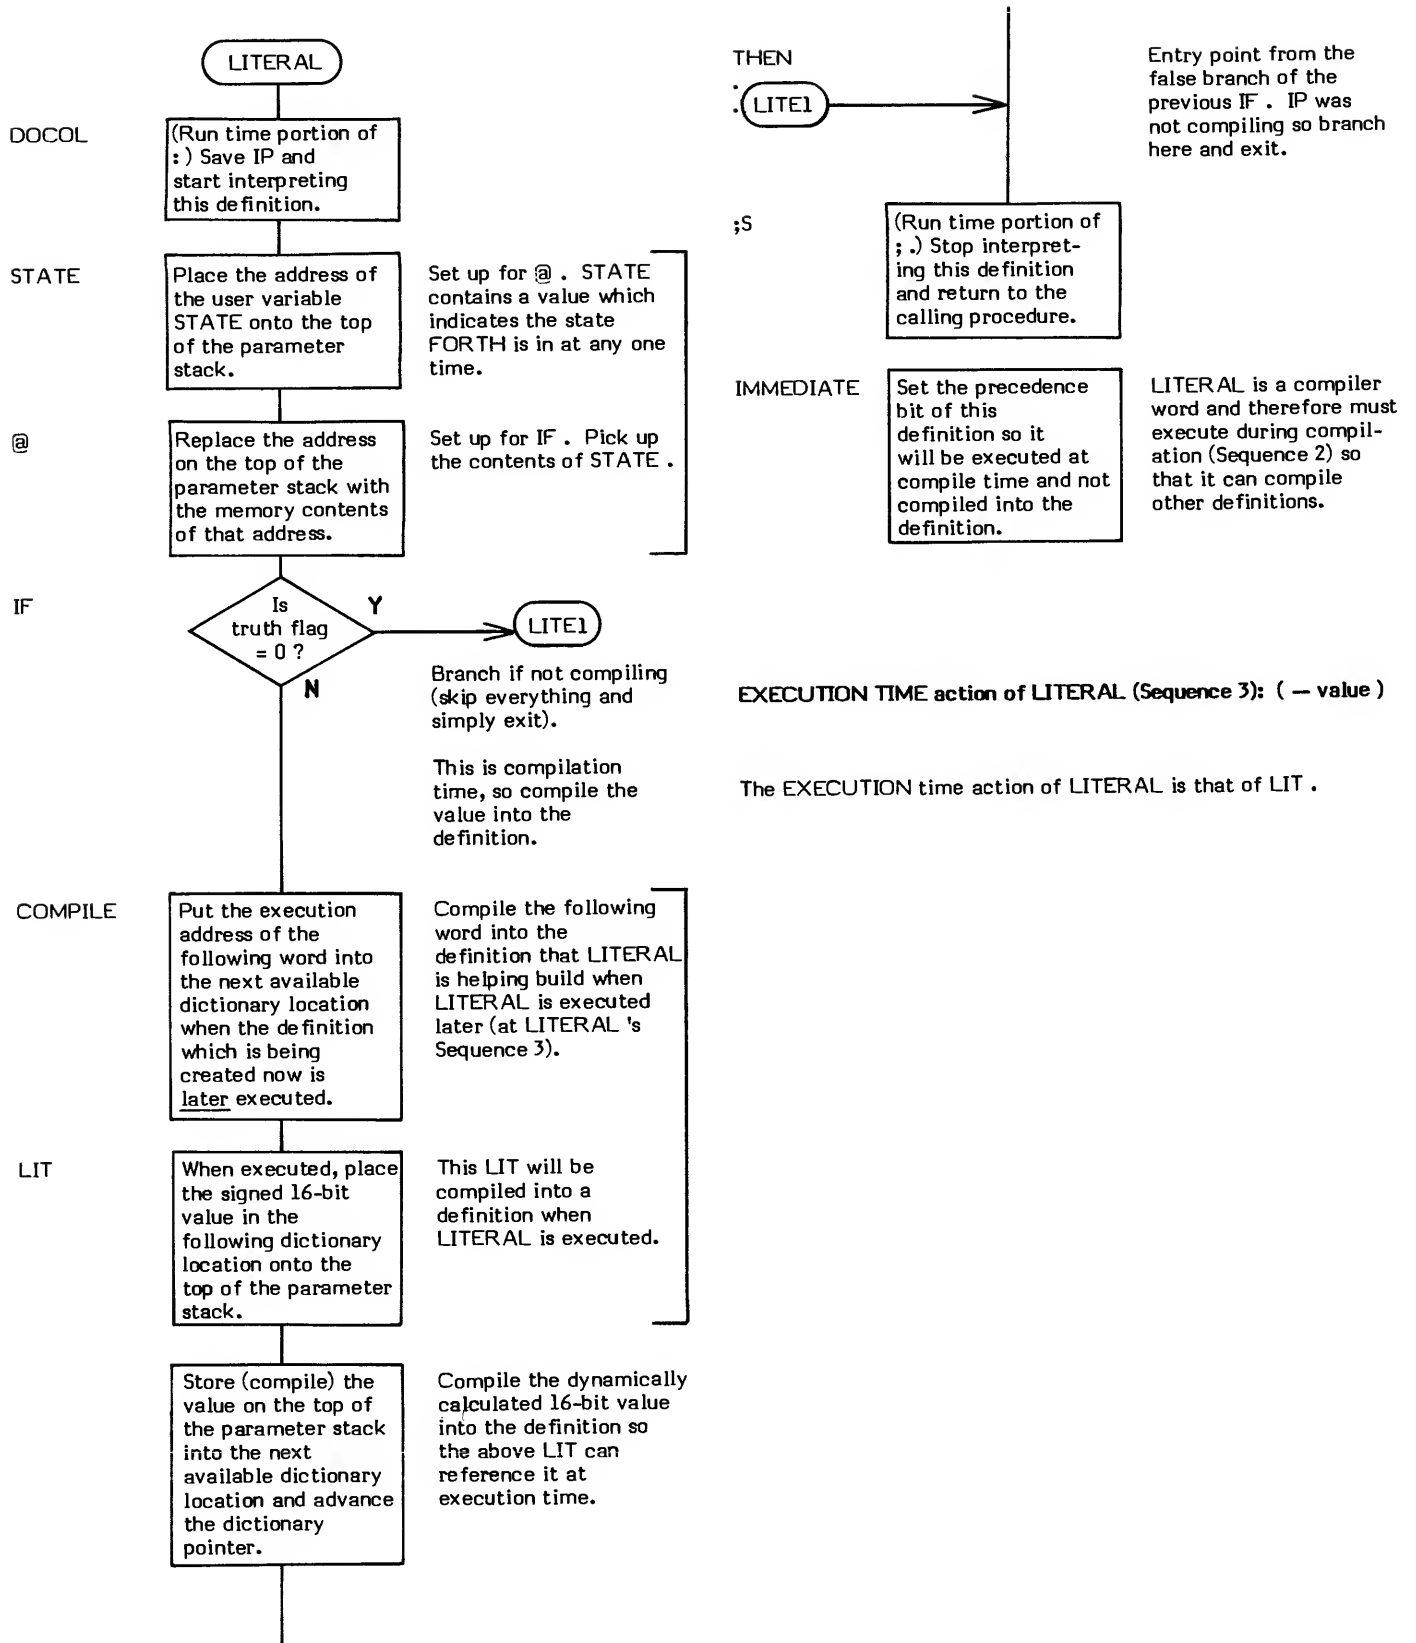 LITERAL
DOCOL
(Run time portion of
: ) Save IP and
start interpreting
this definition.
STATE
Place the address of
the user variable
STATE onto the top
of the parameter
stack.
Set up for @ . STATE
contains a value which
indicates the state
FORTH is in at any one
time.
@
Replace the address
on the top of the
parameter stack with
the memory contents
of that address.
Set up for IF . Pick up
the contents of STATE .
IF
Is
truth flag
= 0 ?
Y
LITE1
N
Branch if not compiling
(skip everything and
simply exit).
This is compilation
time, so compile the
value into the
definition.
COMPILE
Put the execution
address of the
following word into
the next available
dictionary location
when the definition
which is being
created now is
later executed.
Compile the following
word into the
definition that LITERAL
is helping build when
LITERAL is executed
later (at LITERAL 's
Sequence 3).
LIT
When executed, place
the signed 16-bit
value in the
following dictionary
location onto the
top of the parameter
stack.
This LIT will be
compiled into a
definition when
LITERAL is executed.
Store (compile) the
value on the top of
the parameter stack
into the next
available dictionary
location and advance
the dictionary
pointer.
Compile the dynamically
calculated 16-bit value
into the definition so
the above LIT can
reference it at
execution time.
THEN
: LITE1
Entry point from the
false branch of the
previous IF . IP was
not compiling so branch
here and exit.
;S
(Run time portion of
; .) Stop interpret-
ing this definition
and return to the
calling procedure.
IMMEDIATE
Set the precedence
bit of this
definition so it
will be executed at
compile time and not
compiled into the
definition.
LITERAL is a compiler
word and therefore must
execute during compil-
ation (Sequence 2) so
that it can compile
other definitions.
EXECUTION TIME action of LITERAL (Sequence 3): ( — value )
The EXECUTION time action of LITERAL is that of LIT .